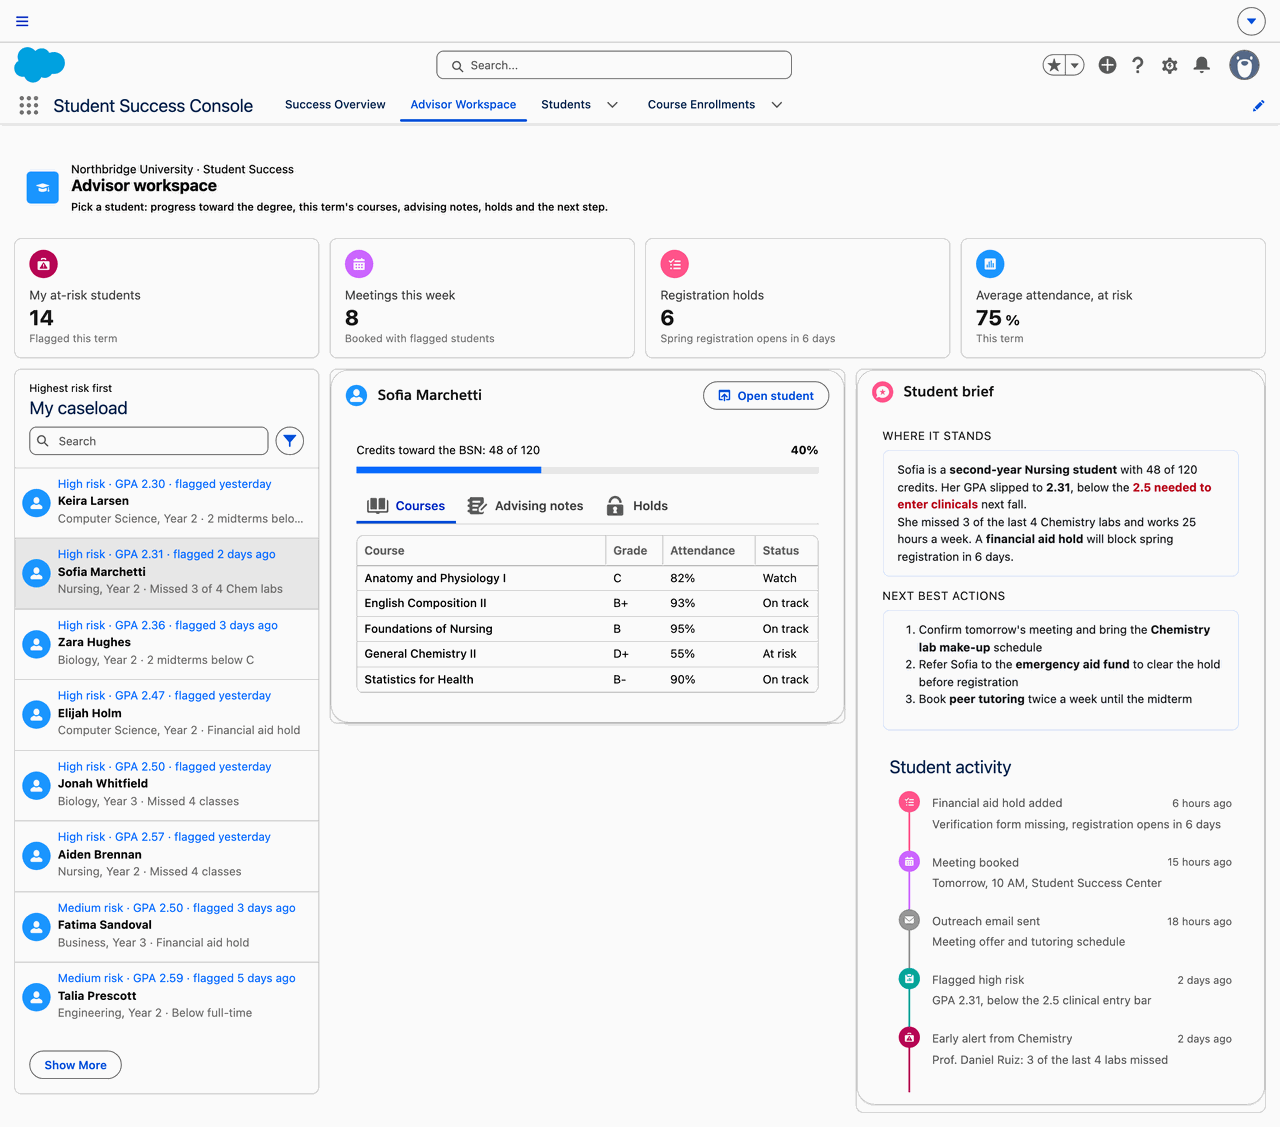 Search...
Student Success Console
Success Overview
Advisor Workspace
Students
Course Enrollments
Northbridge University · Student Success
Advisor workspace
Pick a student: progress toward the degree, this term's courses, advising notes, holds and the next step.
My at-risk students
14
Flagged this term
Meetings this week
8
Booked with flagged students
Registration holds
6
Spring registration opens in 6 days
Average attendance, at risk
75 %
This term
Highest risk first
My caseload
Search
High risk · GPA 2.30 · flagged yesterday
Keira Larsen
Computer Science, Year 2 · 2 midterms belo...
High risk · GPA 2.31 · flagged 2 days ago
Sofia Marchetti
Nursing, Year 2 · Missed 3 of 4 Chem labs
High risk · GPA 2.36 · flagged 3 days ago
Zara Hughes
Biology, Year 2 · 2 midterms below C
High risk · GPA 2.47 · flagged yesterday
Elijah Holm
Computer Science, Year 2 · Financial aid hold
High risk · GPA 2.50 · flagged yesterday
Jonah Whitfield
Biology, Year 3 · Missed 4 classes
High risk · GPA 2.57 · flagged yesterday
Aiden Brennan
Nursing, Year 2 · Missed 4 classes
Medium risk · GPA 2.50 · flagged 3 days ago
Fatima Sandoval
Business, Year 3 · Financial aid hold
Medium risk · GPA 2.59 · flagged 5 days ago
Talia Prescott
Engineering, Year 2 · Below full-time
Show More
Sofia Marchetti
Open student
Credits toward the BSN: 48 of 120
40%
Courses
Advising notes
Holds
Course Grade Attendance Status
Anatomy and Physiology I C 82% Watch
English Composition II B+ 93% On track
Foundations of Nursing B 95% On track
General Chemistry II D+ 55% At risk
Statistics for Health B- 90% On track
Student brief
WHERE IT STANDS
Sofia is a second-year Nursing student with 48 of 120
credits. Her GPA slipped to 2.31, below the 2.5 needed to
enter clinicals next fall.
She missed 3 of the last 4 Chemistry labs and works 25
hours a week. A financial aid hold will block spring
registration in 6 days.
NEXT BEST ACTIONS
1. Confirm tomorrow's meeting and bring the Chemistry
lab make-up schedule
2. Refer Sofia to the emergency aid fund to clear the hold
before registration
3. Book peer tutoring twice a week until the midterm
Student activity
Financial aid hold added 6 hours ago
Verification form missing, registration opens in 6 days
Meeting booked 15 hours ago
Tomorrow, 10 AM, Student Success Center
Outreach email sent 18 hours ago
Meeting offer and tutoring schedule
Flagged high risk 2 days ago
GPA 2.31, below the 2.5 clinical entry bar
Early alert from Chemistry 2 days ago
Prof. Daniel Ruiz: 3 of the last 4 labs missed